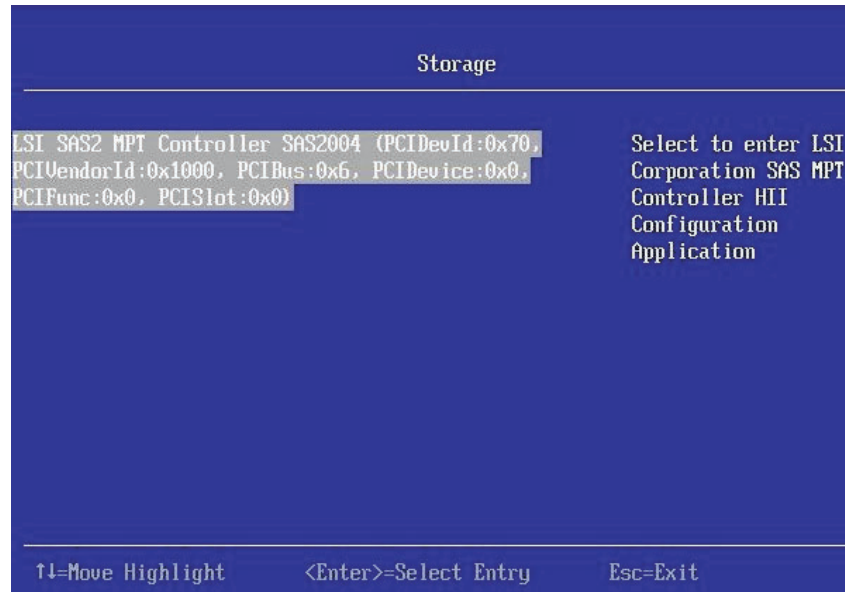 Storage
LSI SAS2 MPT Controller SAS2004 (PCIDevId:0x70,
PCIVendorId:0x1000, PCIBus:0x6, PCIDevice:0x0,
PCIFunc:0x0, PCISlot:0x0)
Select to enter LSI
Corporation SAS MPT
Controller HII
Configuration
Application
↑↓=Move Highlight <Enter>=Select Entry Esc=Exit